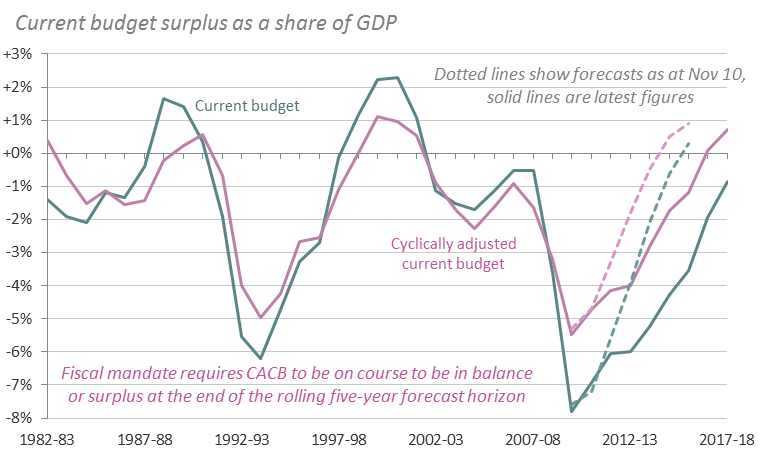 Current budget surplus as a share of GDP
+3%
+2%
+1%
+0%
-1%
-2%
-3%
-4%
-5%
-6%
-7%
-8%
Dotted lines show forecasts as at Nov 10,
solid lines are latest figures
Current budget
Cyclically adjusted
current budget
Fiscal mandate requires CACB to be on course to be in balance
or surplus at the end of the rolling five-year forecast horizon
1982-83
1987-88
1992-93
1997-98
2002-03
2007-08
2012-13
2017-18